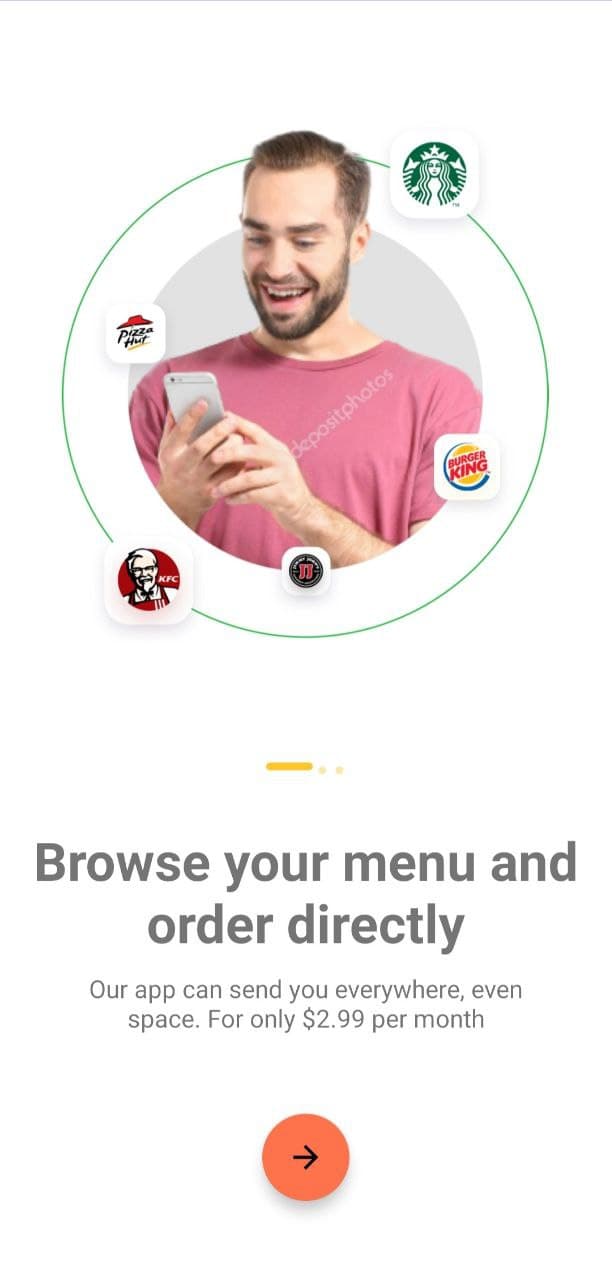 Pizza
Hut
depositphotos
BURGER
KING
KFC
JJ
Browse your menu and
order directly
Our app can send you everywhere, even
space. For only $2.99 per month